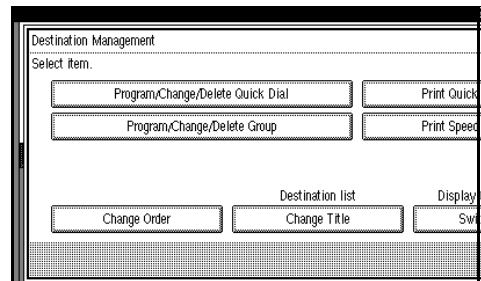 Destination Management
Select item.
Program/Change/Delete Quick Dial Print Quick
Program/Change/Delete Group Print Speed
Destination list Display
Change Order Change Title